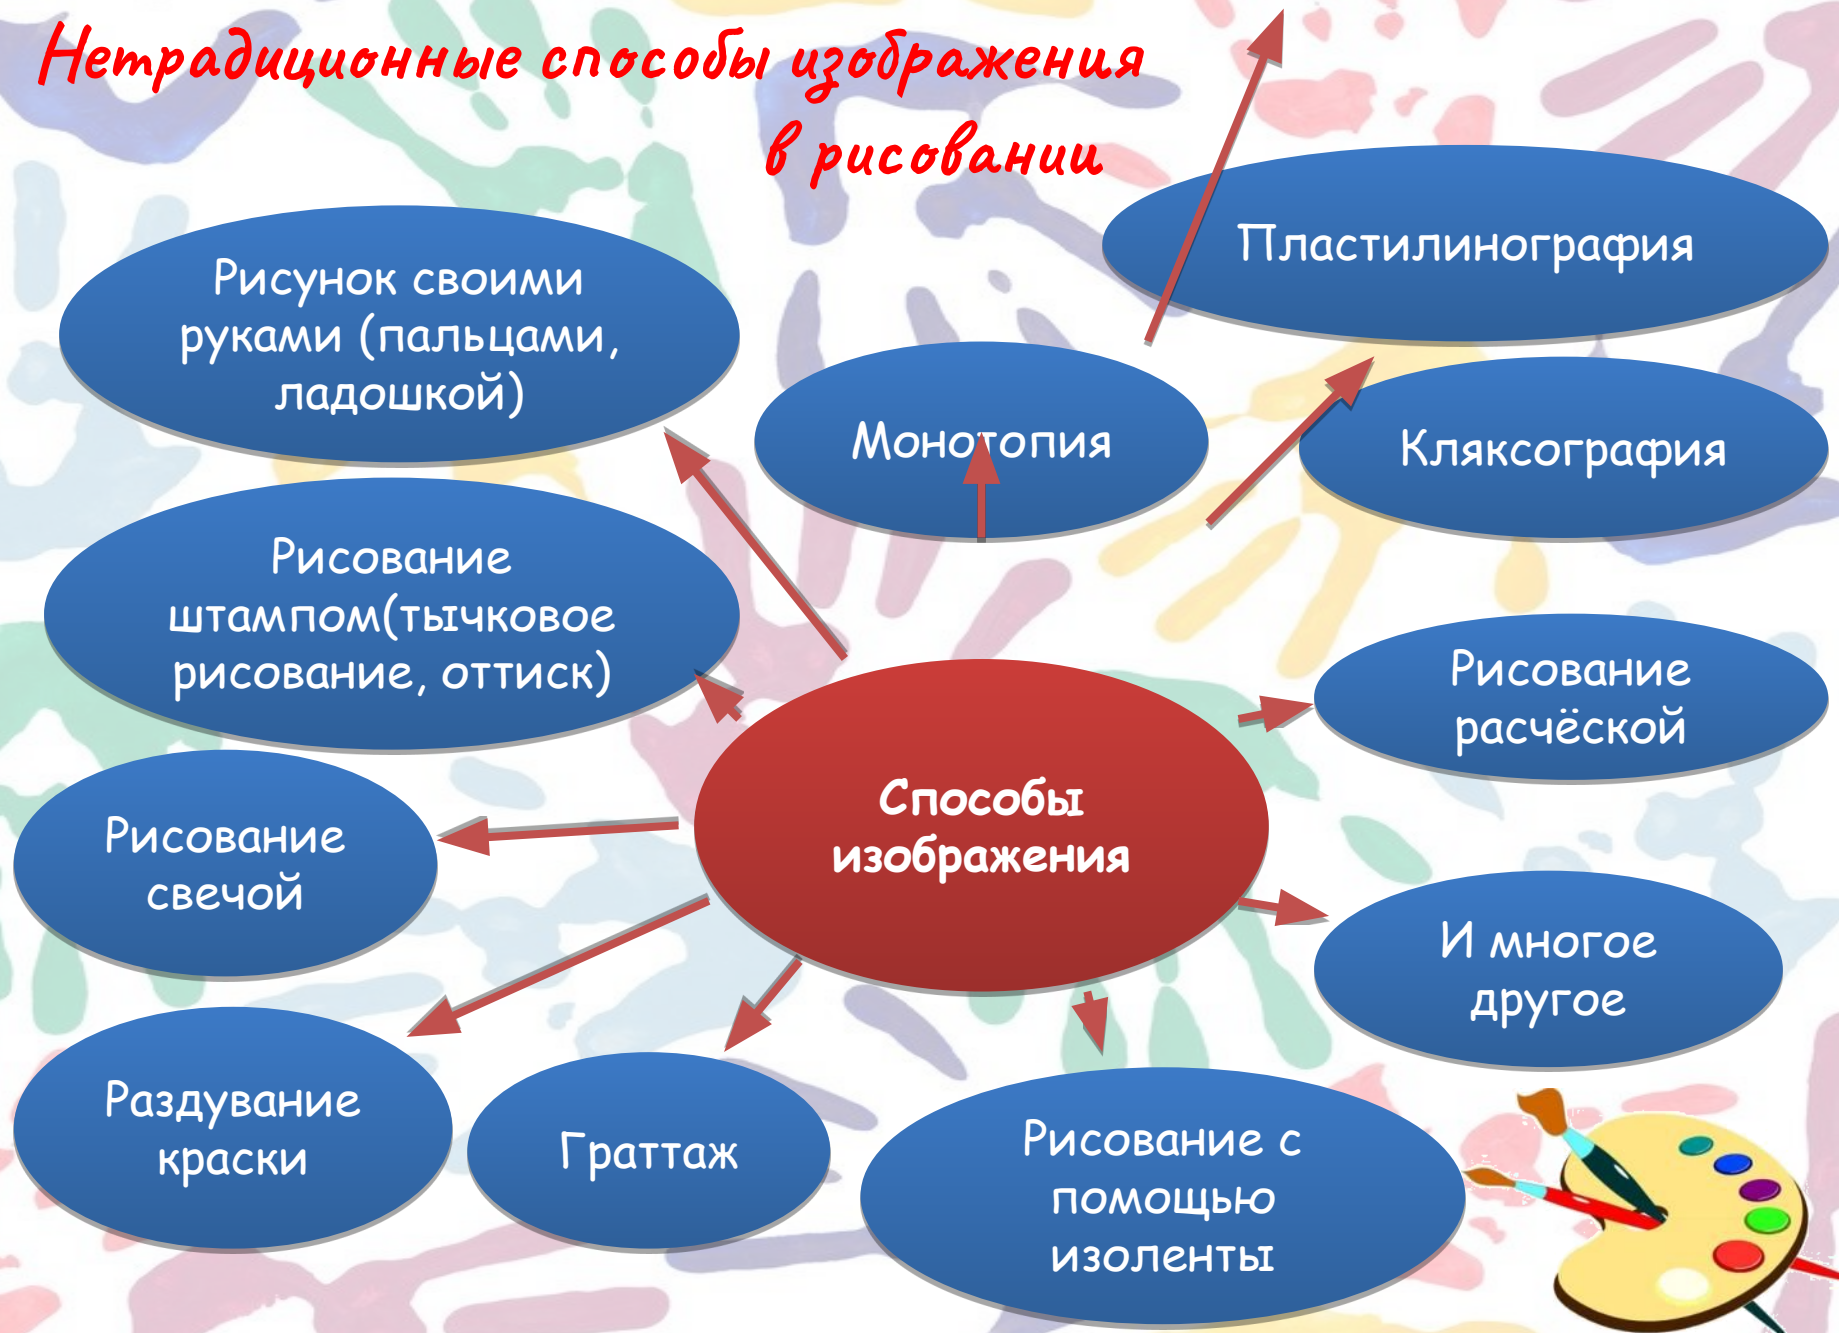 Нетрадиционные способы изображения
в рисовании
Пластилинография
Рисунок своими
руками (пальцами,
ладошкой)
Монотопия
Кляксография
Рисование
штампом(тычковое
рисование, оттиск)
Рисование
расчёской
Способы
изображения
Рисование
свечой
И многое
другое
Раздувание
краски
Граттаж
Рисование с
помощью
изоленты